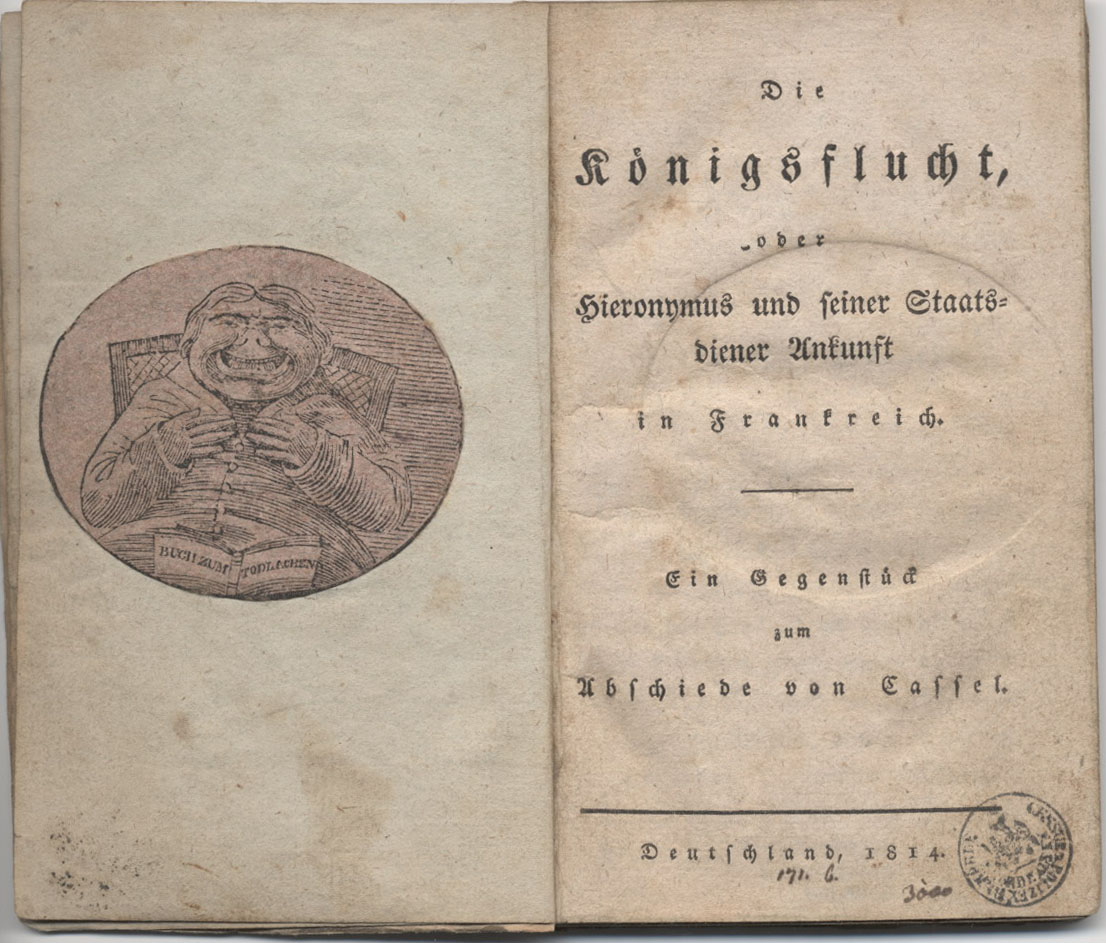 BUCH ZUM TODLACHEN
Die
Königsflucht,
oder
Hieronymus und seiner Staats=
diener Ankunft
in Frankreich.
Ein Gegenstück
zum
Abschiede von Cassel.
Deutschland, 1814.
171. b.
3000